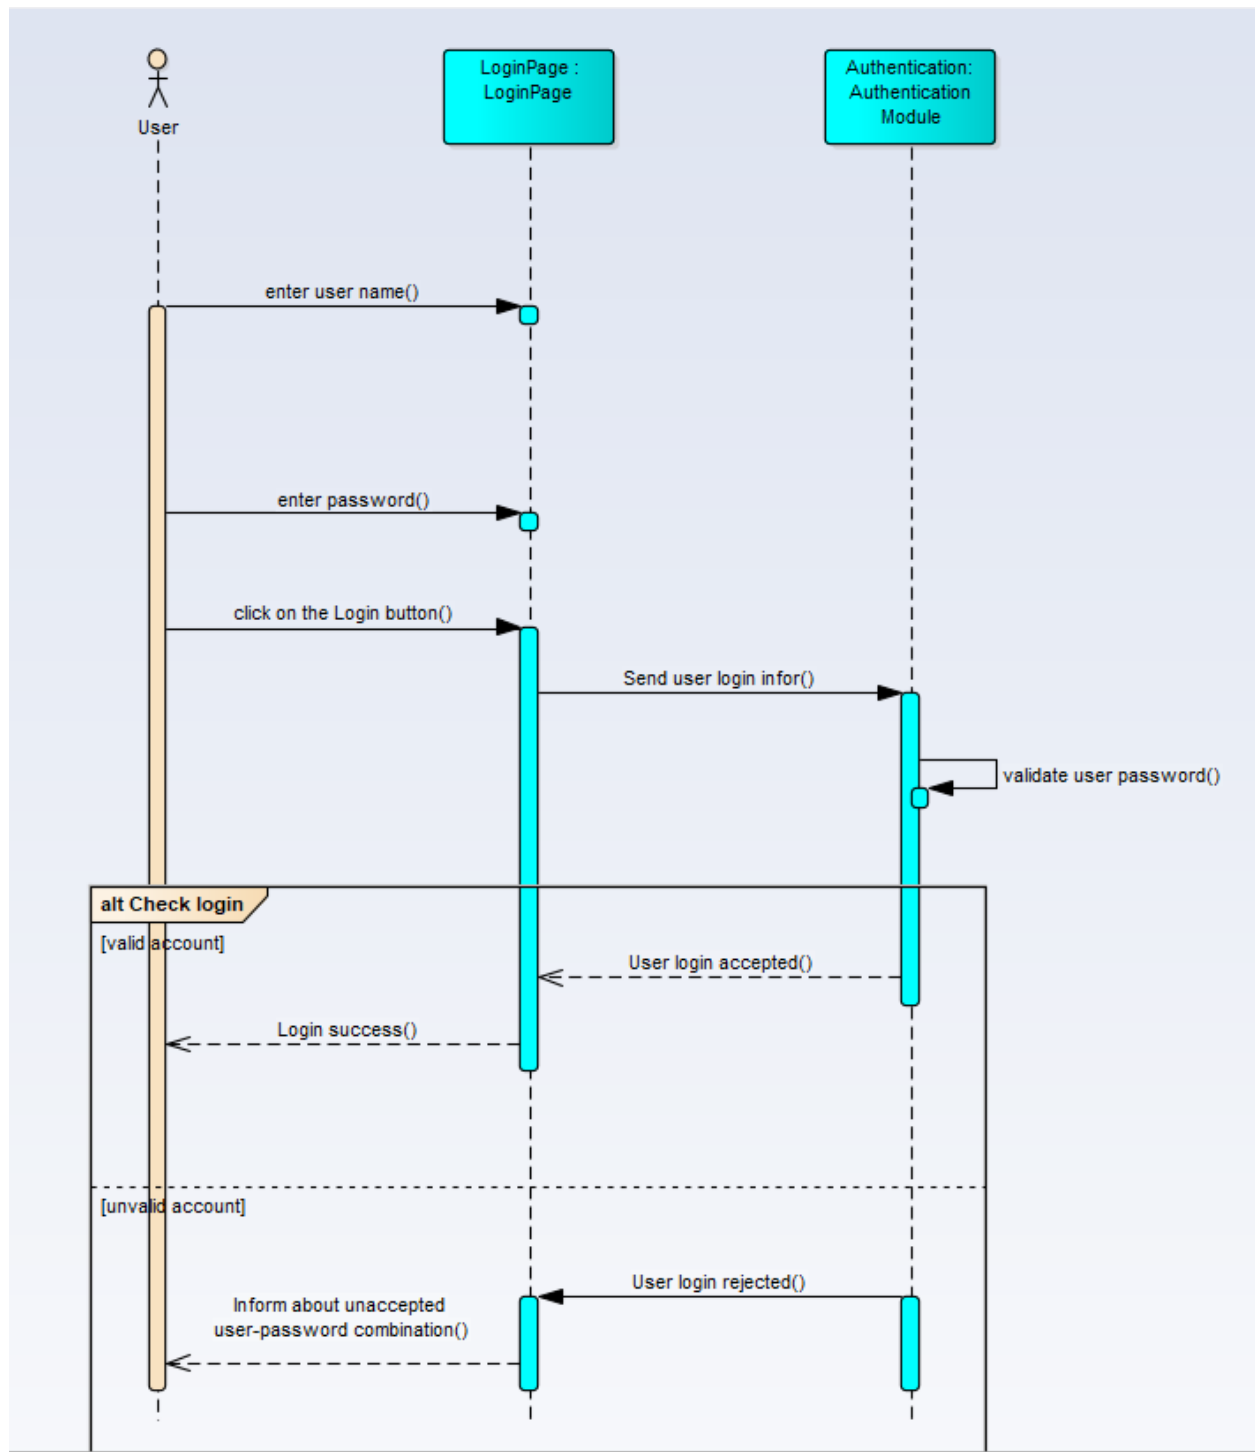 User
LoginPage :
LoginPage
Authentication:
Authentication
Module
enter user name()
enter password()
click on the Login button()
Send user login infor()
validate user password()
alt Check login
[valid account]
User login accepted()
Login success()
[unvalid account]
User login rejected()
Inform about unaccepted
user-password combination()